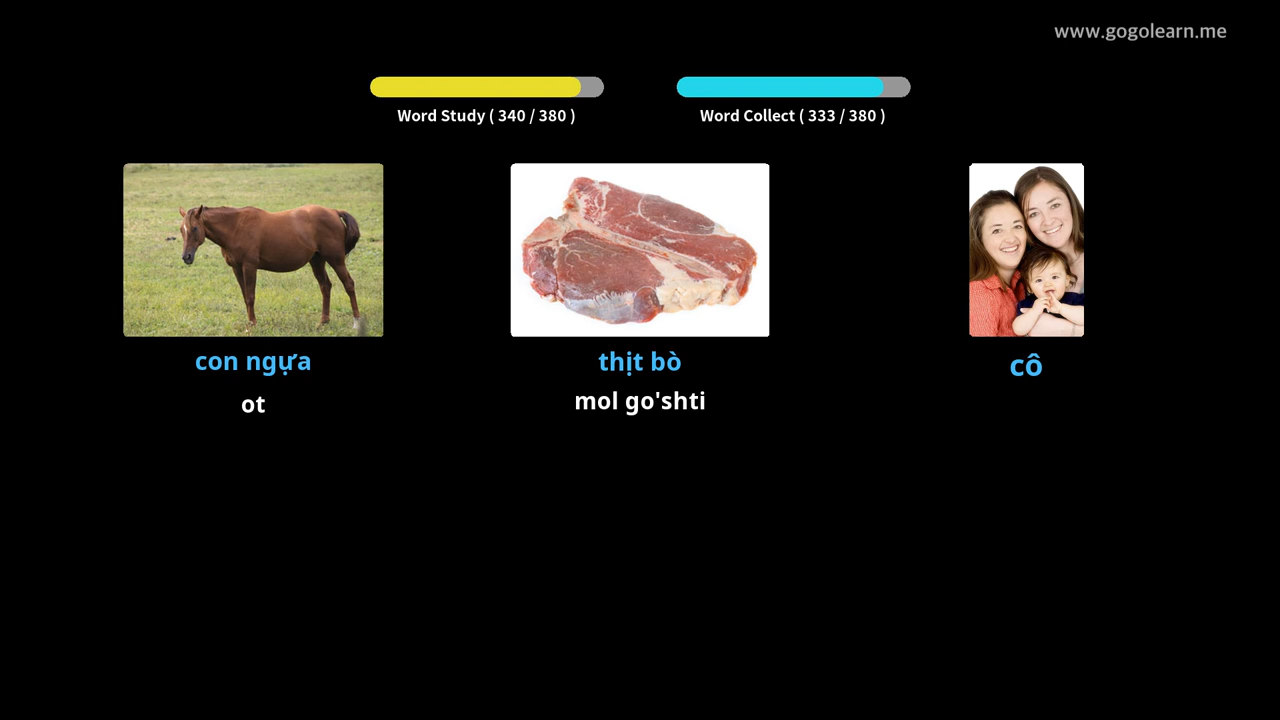 www.gogolearn.me
Word Study ( 340 / 380 )
Word Collect ( 333 / 380 )
con ngựa
thịt bò
cô
ot
mol go'shti